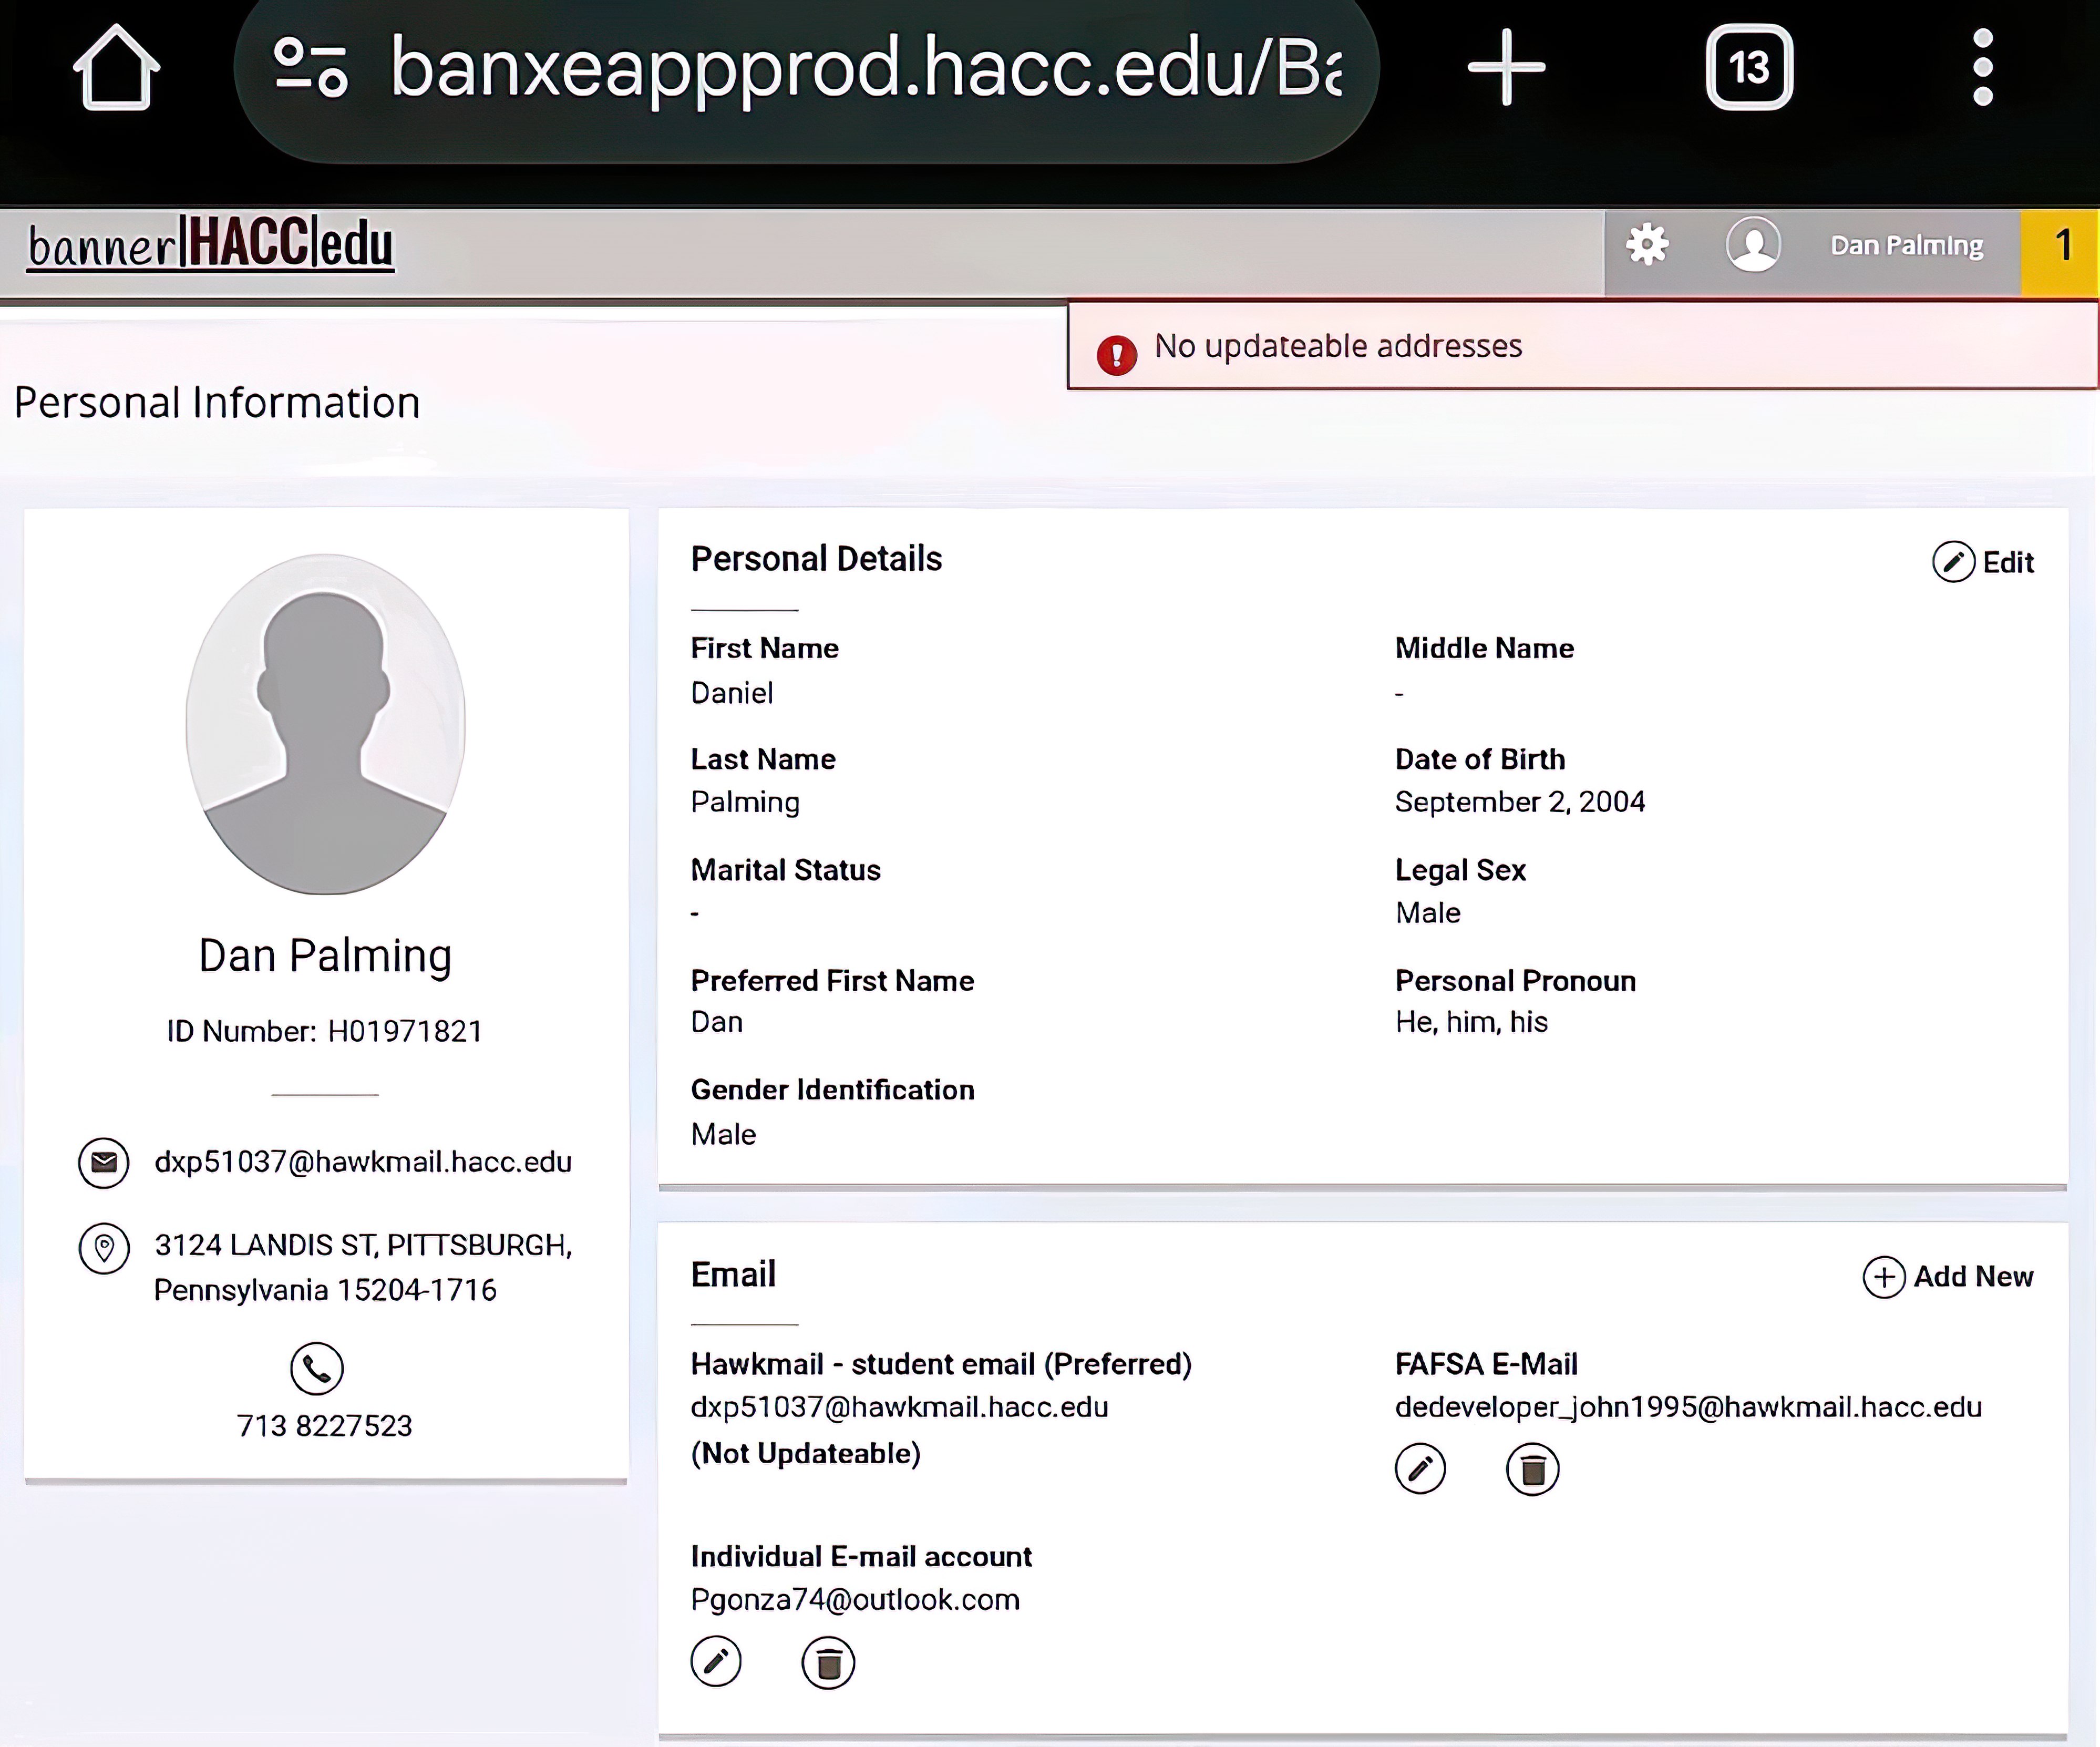 banxeappprod.hacc.edu/Ba
13
banner|HACC|edu
Dan Palming
1
No updateable addresses
Personal Information
Dan Palming
ID Number: H01971821
dxp51037@hawkmail.hacc.edu
3124 LANDIS ST, PITTSBURGH,
Pennsylvania 15204-1716
713 8227523
Personal Details
Edit
First Name
Daniel
Middle Name
-
Last Name
Palming
Date of Birth
September 2, 2004
Marital Status
-
Legal Sex
Male
Preferred First Name
Dan
Personal Pronoun
He, him, his
Gender Identification
Male
Email
Add New
Hawkmail - student email (Preferred)
dxp51037@hawkmail.hacc.edu
(Not Updateable)
FAFSA E-Mail
dedeveloper_john1995@hawkmail.hacc.edu
Individual E-mail account
Pgonza74@outlook.com